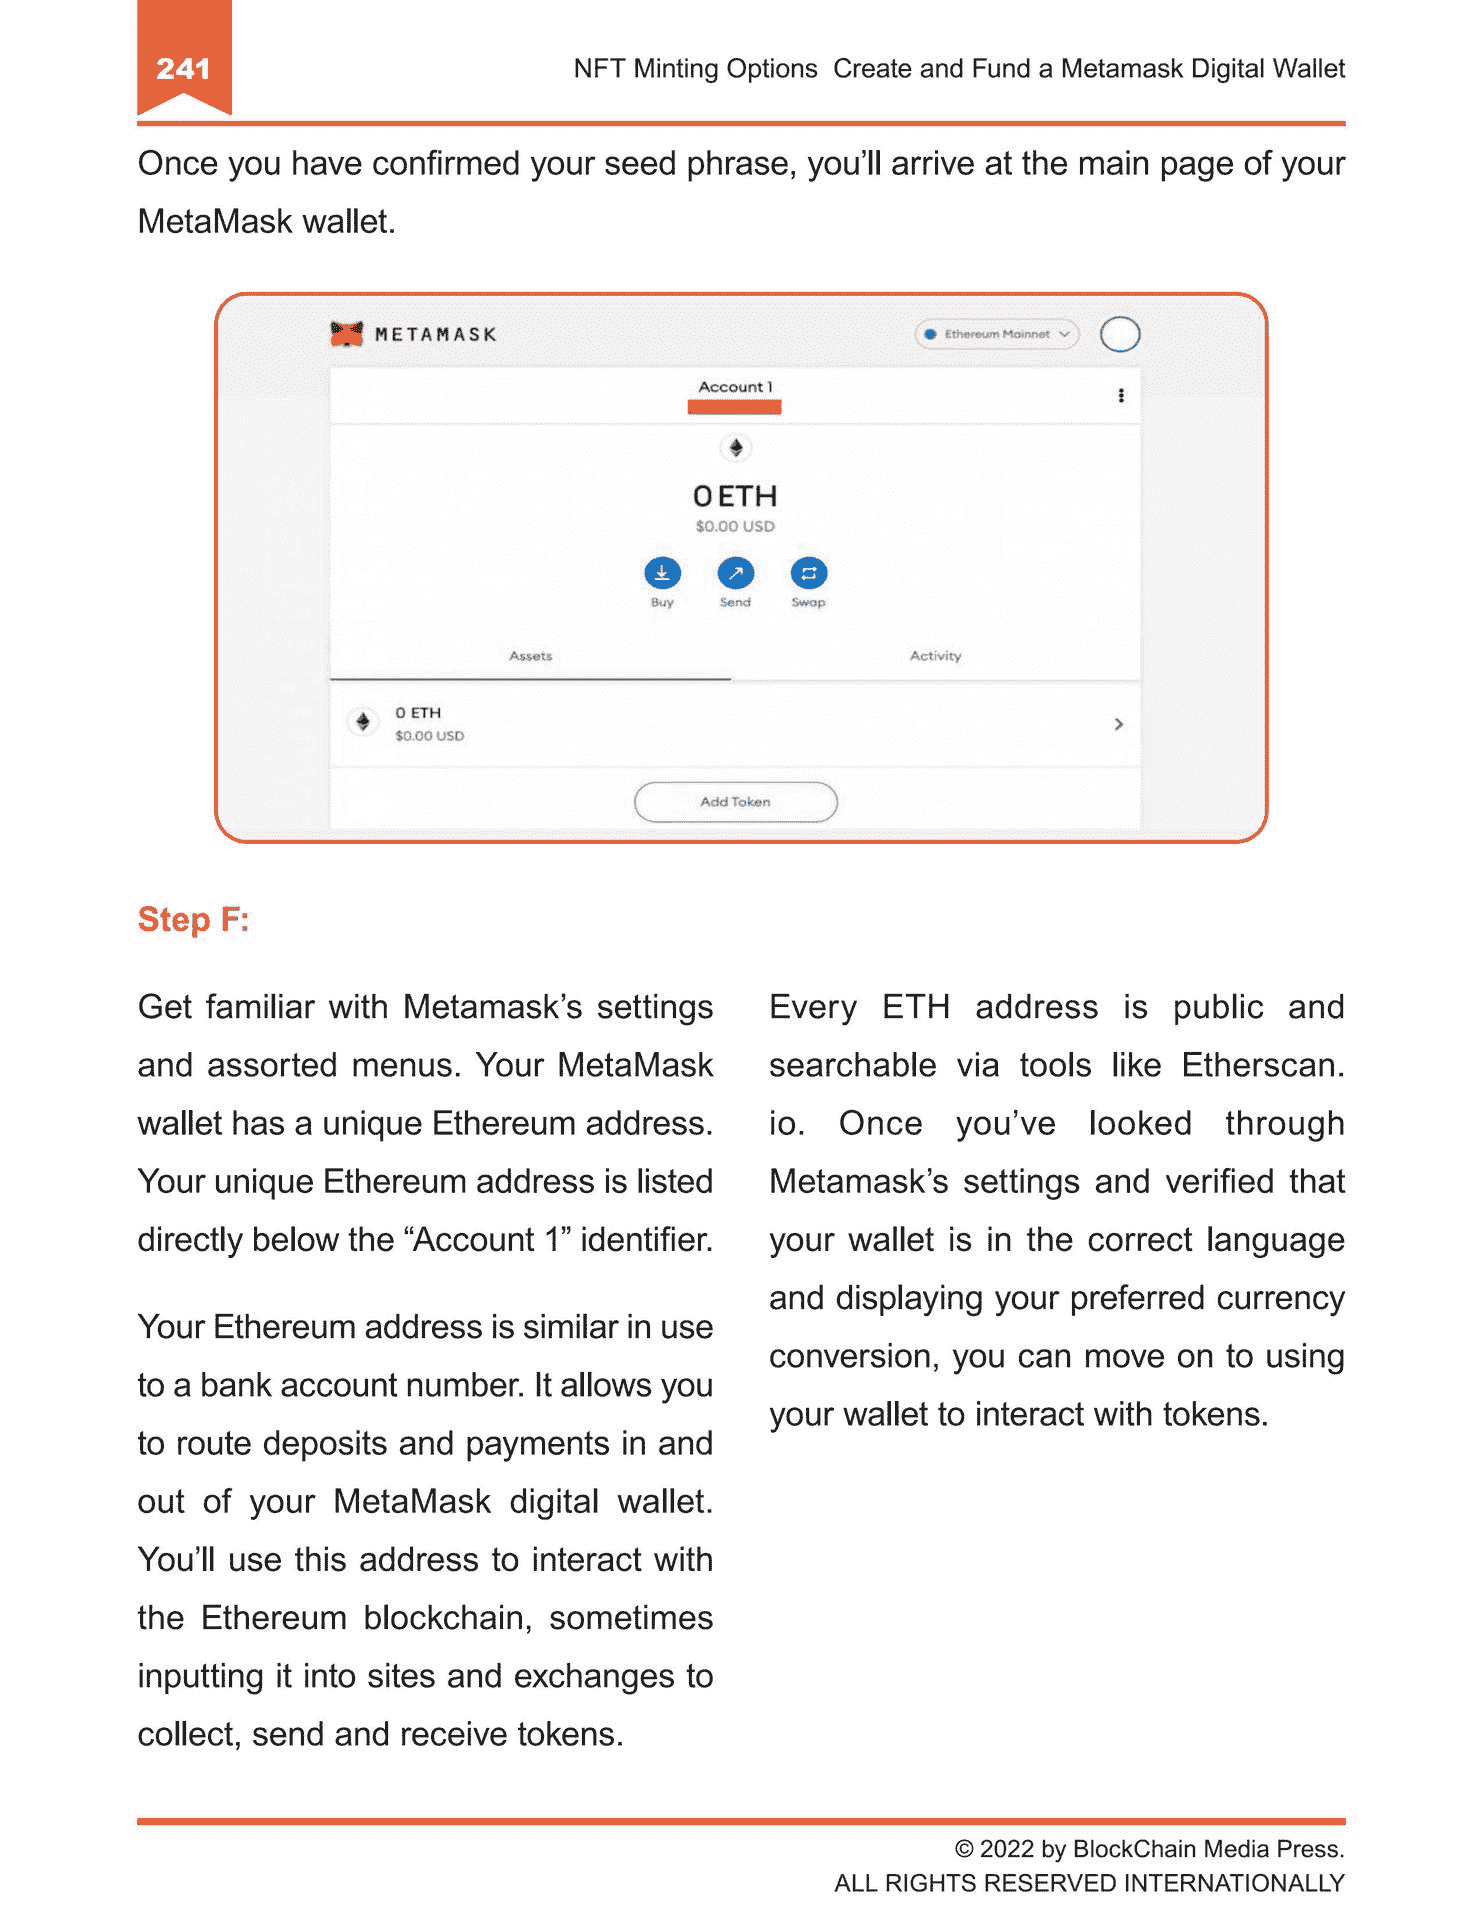 241
NFT Minting Options  Create and Fund a Metamask Digital Wallet
Once you have confirmed your seed phrase, you’ll arrive at the main page of your
MetaMask wallet.
METAMASK
Ethereum Mainnet
Account 1
0 ETH
$0.00 USD
Buy Send Swap
Assets Activity
0 ETH
$0.00 USD
Add Token
Step F:
Get familiar with Metamask’s settings
and assorted menus. Your MetaMask
wallet has a unique Ethereum address.
Your unique Ethereum address is listed
directly below the “Account 1” identifier.
Your Ethereum address is similar in use
to a bank account number. It allows you
to route deposits and payments in and
out of your MetaMask digital wallet.
You’ll use this address to interact with
the Ethereum blockchain, sometimes
inputting it into sites and exchanges to
collect, send and receive tokens.
Every ETH address is public and
searchable via tools like Etherscan.
io. Once you’ve looked through
Metamask’s settings and verified that
your wallet is in the correct language
and displaying your preferred currency
conversion, you can move on to using
your wallet to interact with tokens.
© 2022 by BlockChain Media Press.
ALL RIGHTS RESERVED INTERNATIONALLY